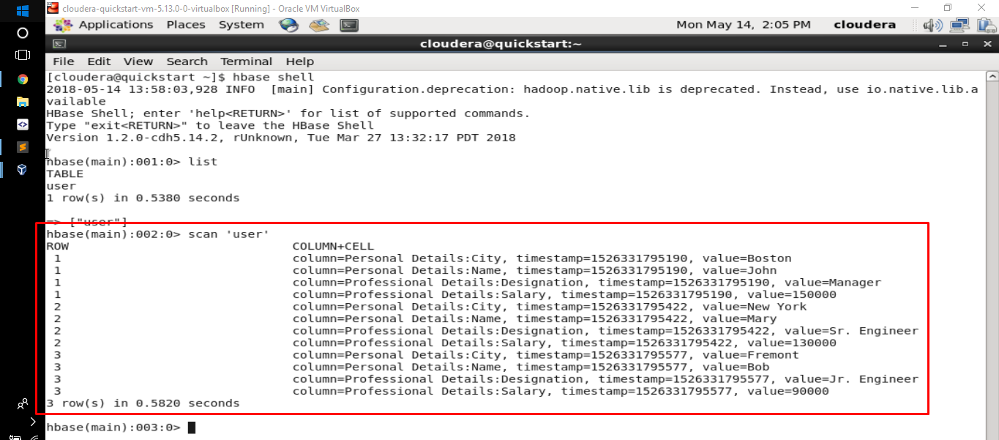 cloudera-quickstart-vm-5.13.0-0-virtualbox [Running] - Oracle VM VirtualBox
Applications Places System Mon May 14, 2:05 PM cloudera
cloudera@quickstart:~
File Edit View Search Terminal Help
[cloudera@quickstart ~]$ hbase shell
2018-05-14 13:58:03,928 INFO  [main] Configuration.deprecation: hadoop.native.lib is deprecated. Instead, use io.native.lib.a
vailable
HBase Shell; enter 'help<RETURN>' for list of supported commands.
Type "exit<RETURN>" to leave the HBase Shell
Version 1.2.0-cdh5.14.2, rUnknown, Tue Mar 27 13:32:17 PDT 2018
hbase(main):001:0> list
TABLE
user
1 row(s) in 0.5380 seconds
=> ["user"]
hbase(main):002:0> scan 'user'
ROW COLUMN+CELL
1 column=Personal Details:City, timestamp=1526331795190, value=Boston
1 column=Personal Details:Name, timestamp=1526331795190, value=John
1 column=Professional Details:Designation, timestamp=1526331795190, value=Manager
1 column=Professional Details:Salary, timestamp=1526331795190, value=150000
2 column=Personal Details:City, timestamp=1526331795422, value=New York
2 column=Personal Details:Name, timestamp=1526331795422, value=Mary
2 column=Professional Details:Designation, timestamp=1526331795422, value=Sr. Engineer
2 column=Professional Details:Salary, timestamp=1526331795422, value=130000
3 column=Personal Details:City, timestamp=1526331795577, value=Fremont
3 column=Personal Details:Name, timestamp=1526331795577, value=Bob
3 column=Professional Details:Designation, timestamp=1526331795577, value=Jr. Engineer
3 column=Professional Details:Salary, timestamp=1526331795577, value=90000
3 row(s) in 0.5820 seconds
hbase(main):003:0>